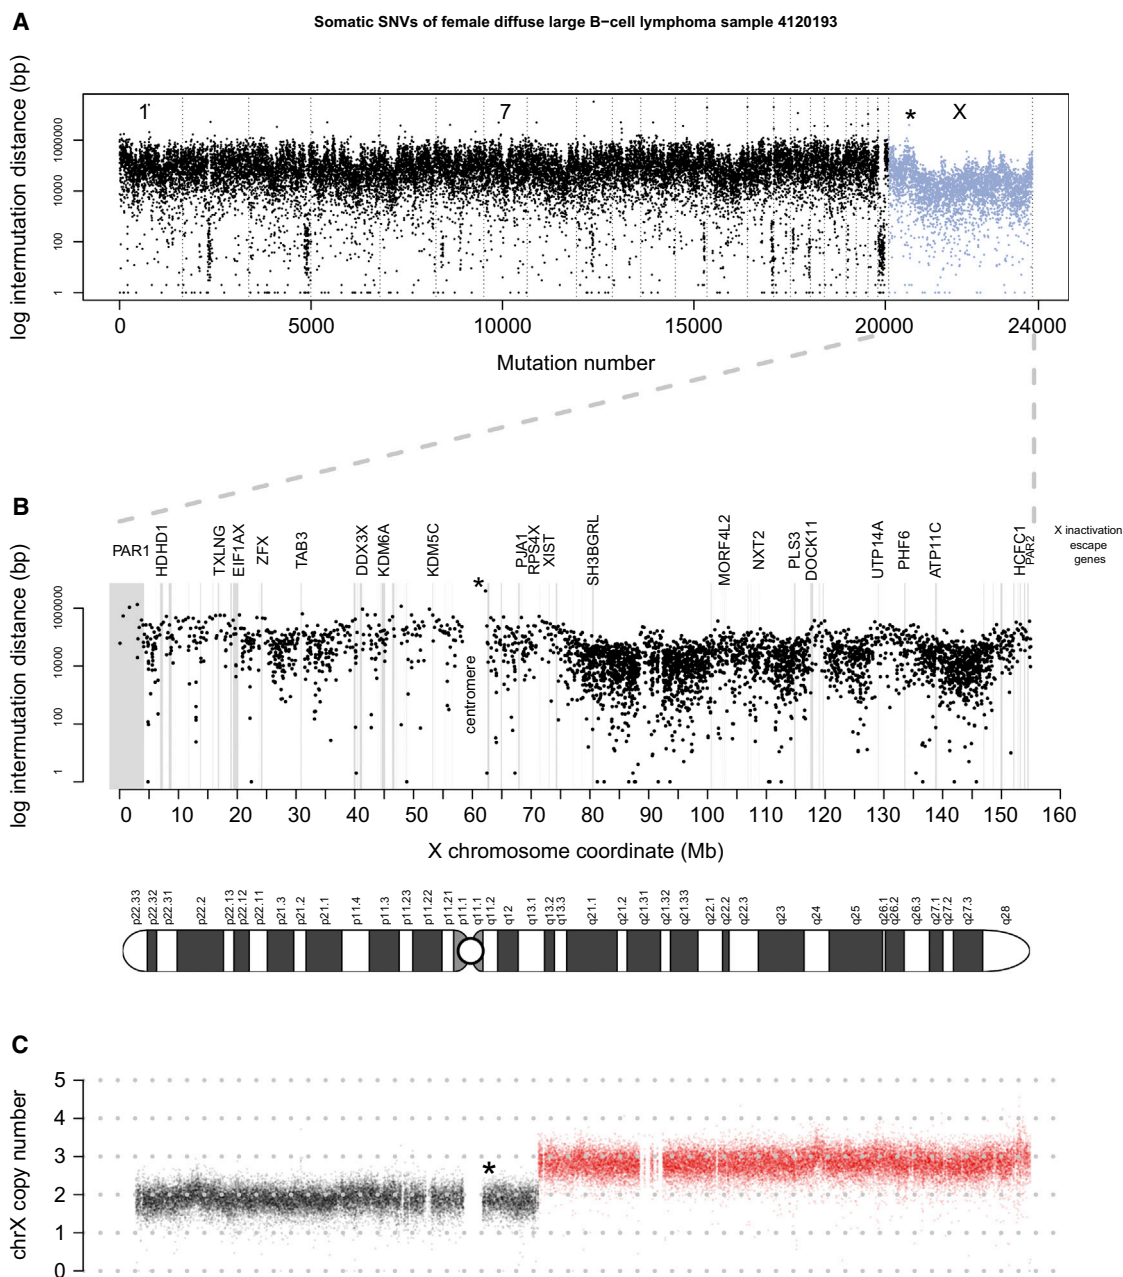 A
Somatic SNVs of female diffuse large B−cell lymphoma sample 4120193
log intermutation distance (bp)
1000000
10000
100
1
1
7
*
X
0
5000
10000
15000
20000
24000
Mutation number
B
PAR1
HDHD1
TXLNG
EIF1AX
ZFX
TAB3
DDX3X
KDM6A
KDM5C
PJA1
RPS4X
XIST
SH3BGRL
MORF4L2
NXT2
PLS3
DOCK11
UTP14A
PHF6
ATP11C
HCFC1
PAR2
X inactivation
escape
genes
log intermutation distance (bp)
1000000
10000
100
1
*
centromere
0 10 20 30 40 50 60 70 80 90 100 110 120 130 140 150 160
X chromosome coordinate (Mb)
p22.33
p22.32
p22.31
p22.2
p22.13
p22.12
p22.11
p21.3
p21.2
p21.1
p11.4
p11.3
p11.23
p11.22
p11.21
p11.1
q11.1
q11.2
q12
q13.1
q13.2
q13.3
q21.1
q21.2
q21.31
q21.32
q21.33
q22.1
q22.2
q22.3
q23
q24
q25
q26.1
q26.2
q26.3
q27.1
q27.2
q27.3
q28
C
chrX copy number
5
4
3
2
1
0
*